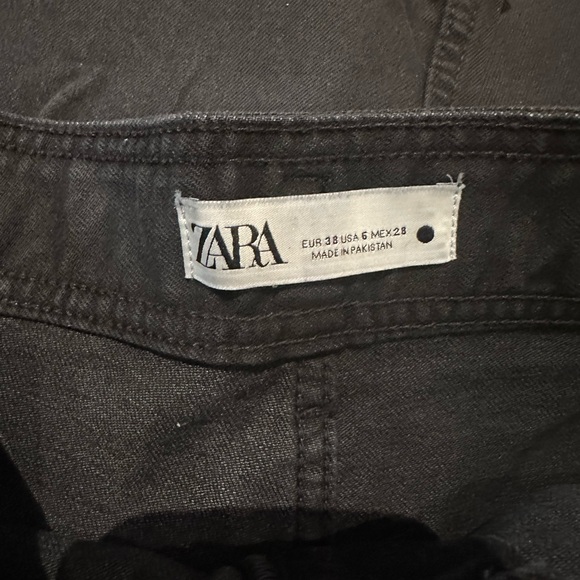 ZARA
EUR 38 USA 6 MEX 28
MADE IN PAKISTAN